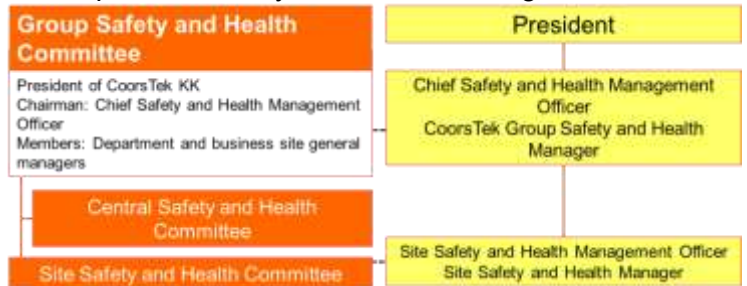 Group Safety and Health
Committee
President of CoorsTek KK
Chairman: Chief Safety and Health Management
Officer
Members: Department and business site general
managers
Central Safety and Health
Committee
Site Safety and Health Committee
President
Chief Safety and Health Management
Officer
CoorsTek Group Safety and Health
Manager
Site Safety and Health Management Officer
Site Safety and Health Manager